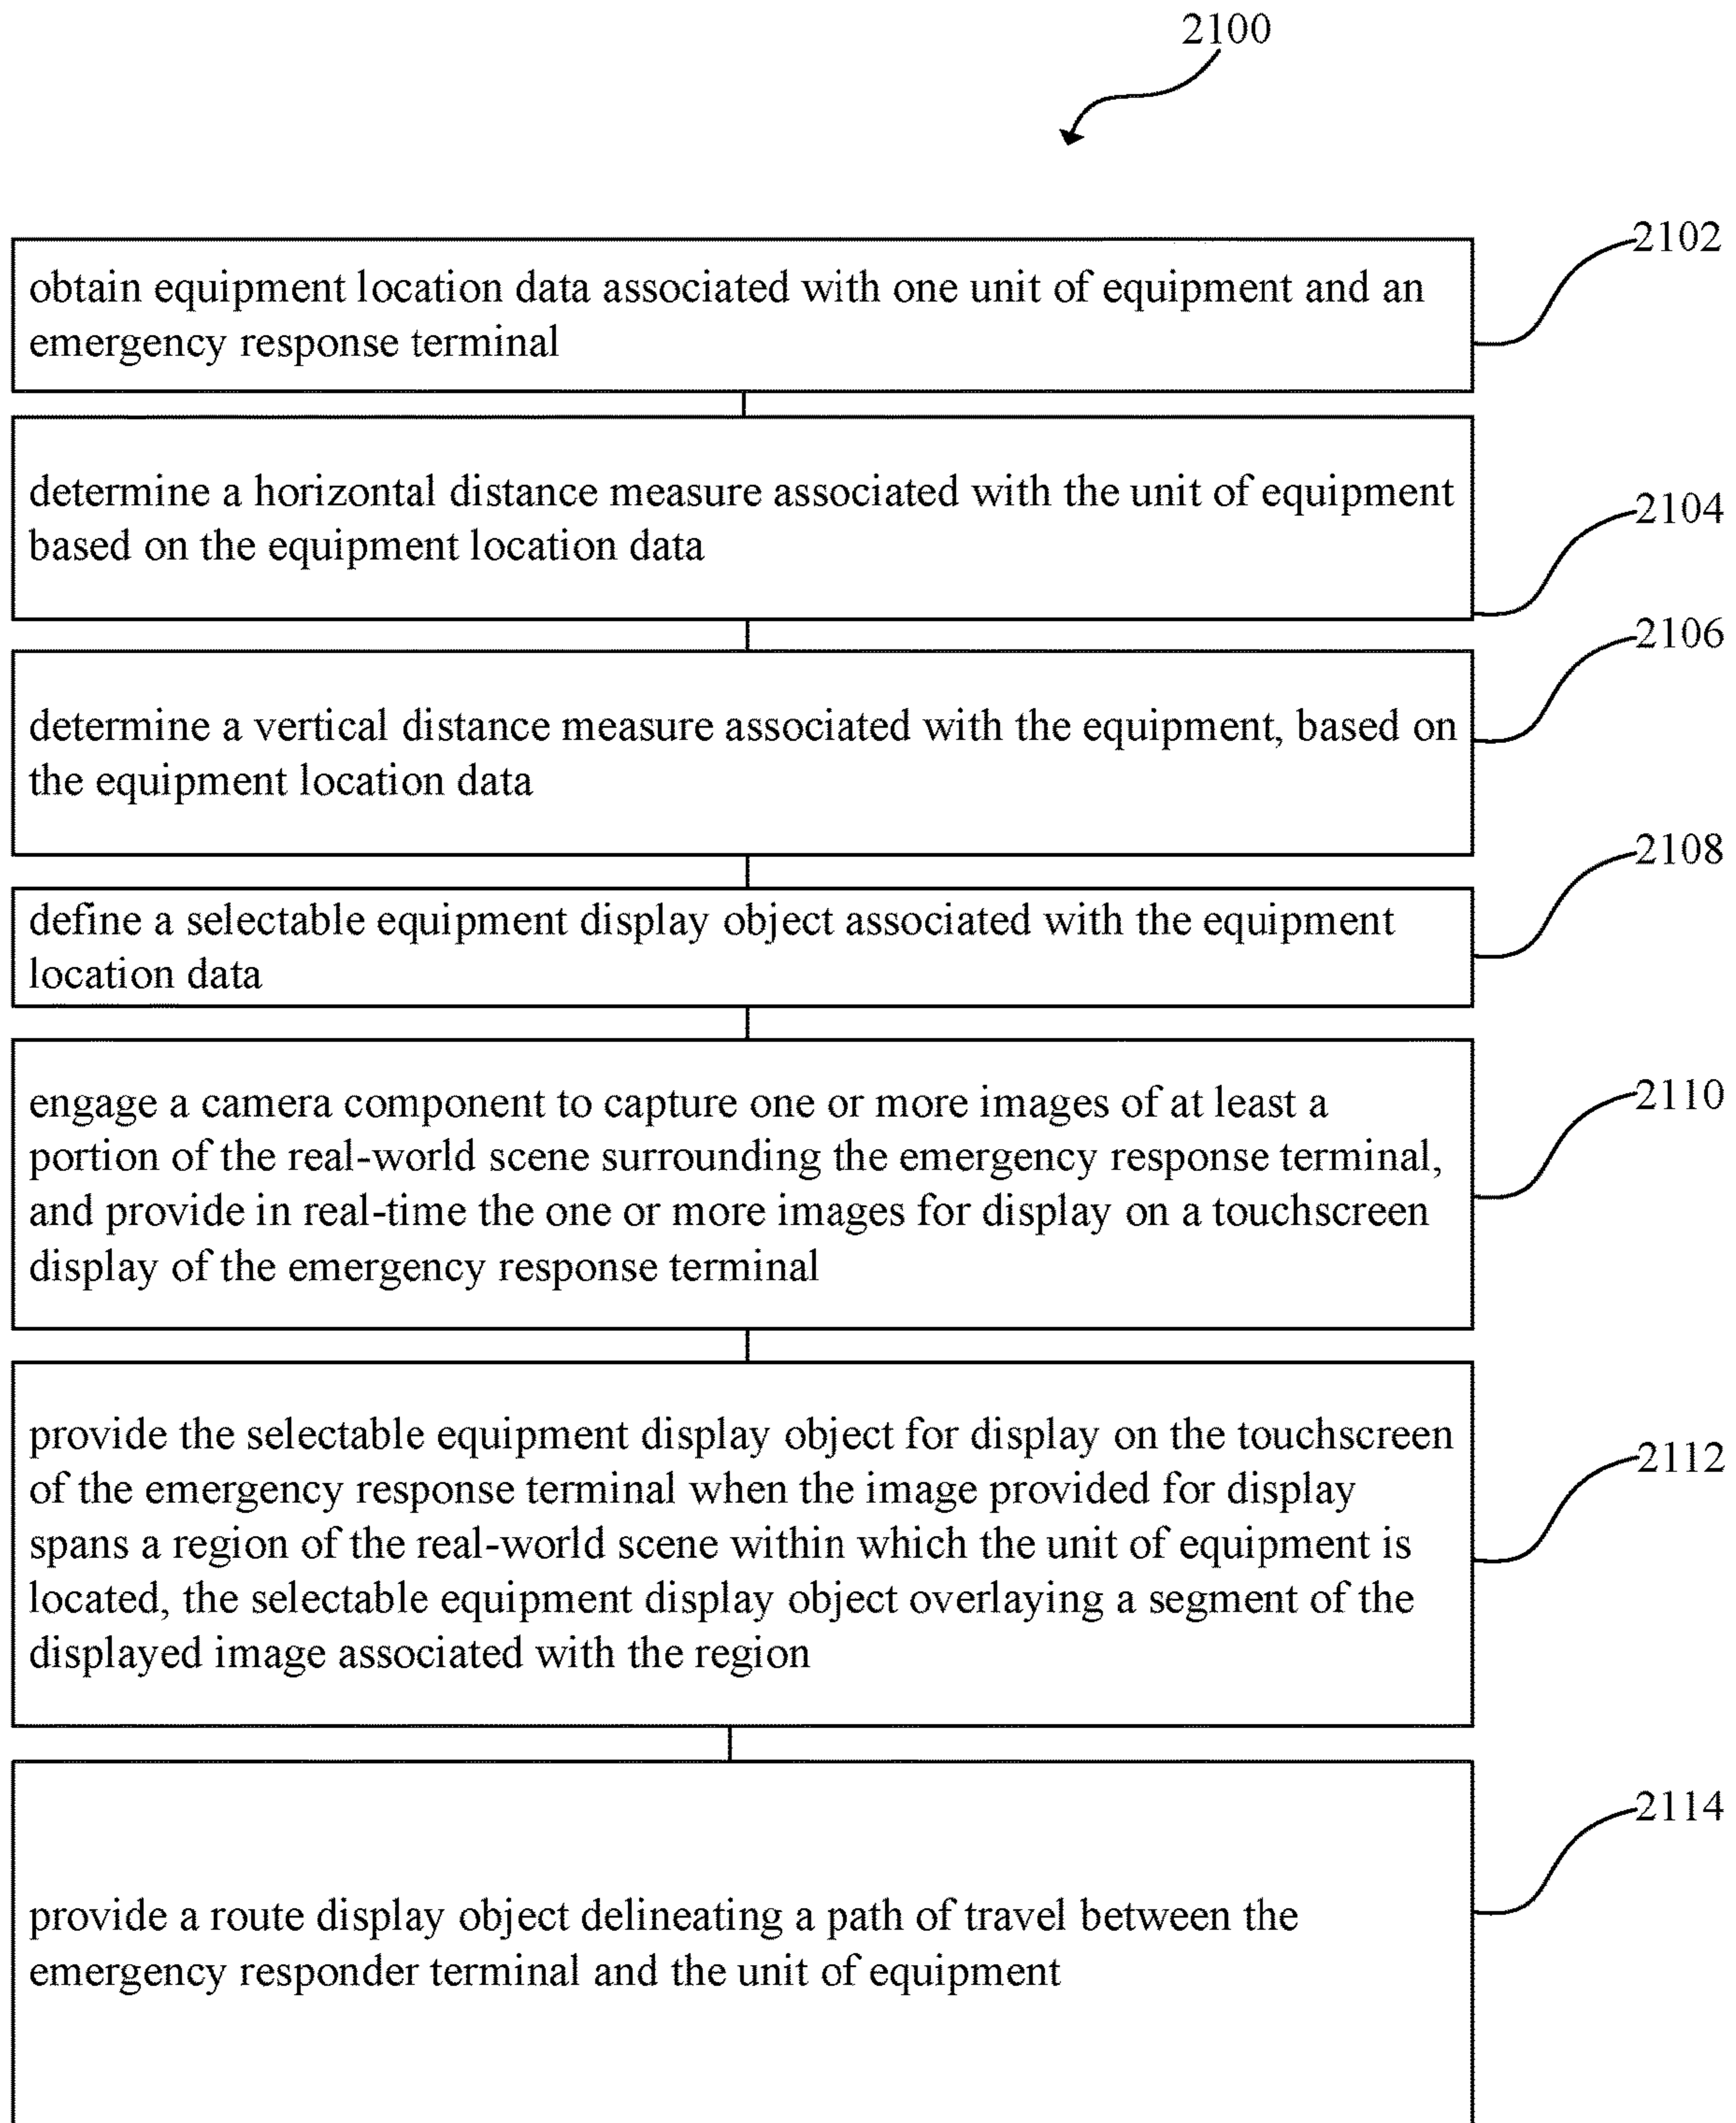 2100
2102
obtain equipment location data associated with one unit of equipment and an
emergency response terminal
determine a horizontal distance measure associated with the unit of equipment
based on the equipment location data
2104
2106
determine a vertical distance measure associated with the equipment, based on
the equipment location data
2108
define a selectable equipment display object associated with the equipment
location data
2110
engage a camera component to capture one or more images of at least a
portion of the real-world scene surrounding the emergency response terminal,
and provide in real-time the one or more images for display on a touchscreen
display of the emergency response terminal
provide the selectable equipment display object for display on the touchscreen
of the emergency response terminal when the image provided for display
spans a region of the real-world scene within which the unit of equipment is
located, the selectable equipment display object overlaying a segment of the
displayed image associated with the region
2112
2114
provide a route display object delineating a path of travel between the
emergency responder terminal and the unit of equipment